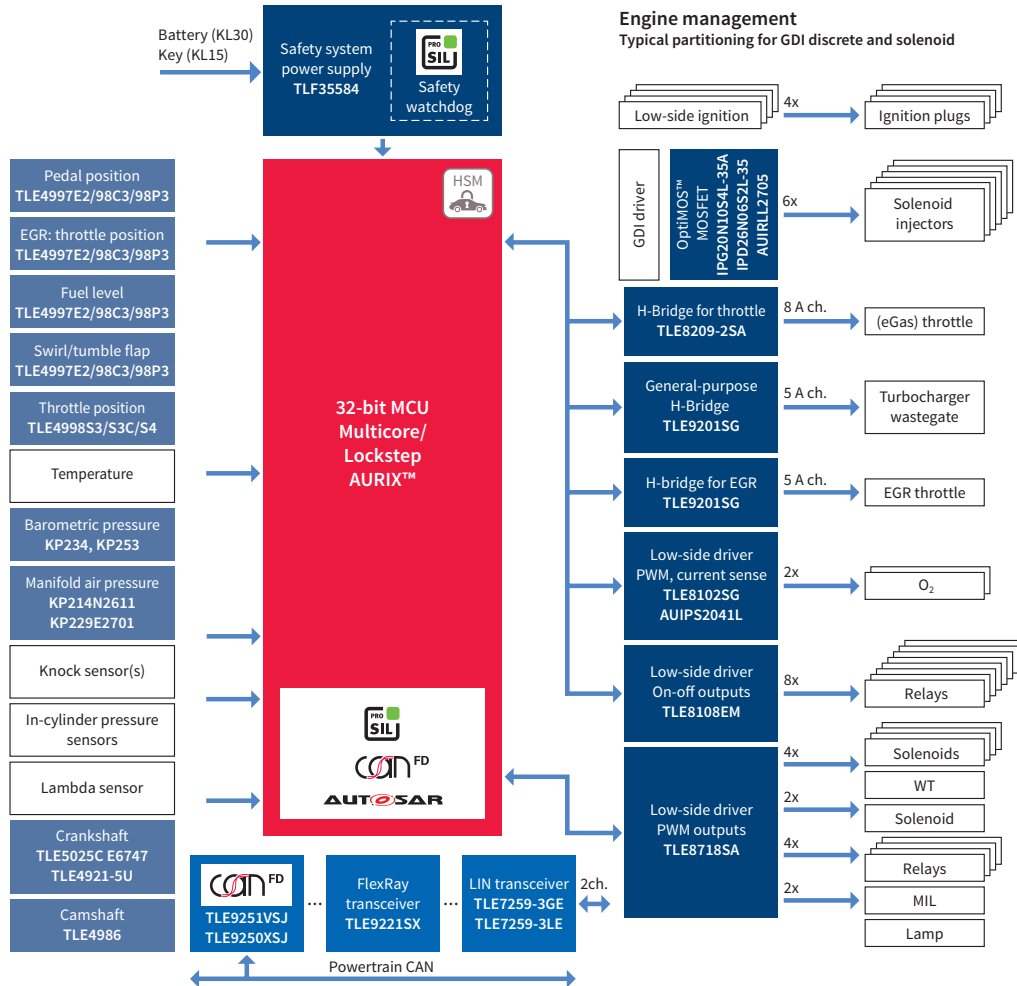 Engine management
Typical partitioning for GDI discrete and solenoid
Battery (KL30)
Key (KL15)
Safety system
power supply
TLF35584
PRO
SIL
Safety
watchdog
Pedal position
TLE4997E2/98C3/98P3
EGR: throttle position
TLE4997E2/98C3/98P3
Fuel level
TLE4997E2/98C3/98P3
Swirl/tumble flap
TLE4997E2/98C3/98P3
Throttle position
TLE4998S3/S3C/S4
Temperature
Barometric pressure
KP234, KP253
Manifold air pressure
KP214N2611
KP229E2701
Knock sensor(s)
In-cylinder pressure
sensors
Lambda sensor
Crankshaft
TLE5025C E6747
TLE4921-5U
Camshaft
TLE4986
HSM
32-bit MCU
Multicore/
Lockstep
AURIX™
PRO
SIL
CAN FD
AUTOSAR
CAN FD
TLE9251VSJ
TLE9250XSJ
...
FlexRay
transceiver
TLE9221SX
...
LIN transceiver
TLE7259-3GE
TLE7259-3LE
2ch.
Powertrain CAN
Low-side ignition
4x
Ignition plugs
GDI driver
OptiMOS™
MOSFET
IPG20N10S4L-35A
IPD26N06S2L-35
AUIRLL2705
6x
Solenoid
injectors
H-Bridge for throttle
TLE8209-2SA
8 A ch.
(eGas) throttle
General-purpose
H-Bridge
TLE9201SG
5 A ch.
Turbocharger
wastegate
H-bridge for EGR
TLE9201SG
5 A ch.
EGR throttle
Low-side driver
PWM, current sense
TLE8102SG
AUIPS2041L
2x
O₂
Low-side driver
On-off outputs
TLE8108EM
8x
Relays
Low-side driver
PWM outputs
TLE8718SA
4x
Solenoids
WT
2x
Solenoid
4x
Relays
2x
MIL
Lamp